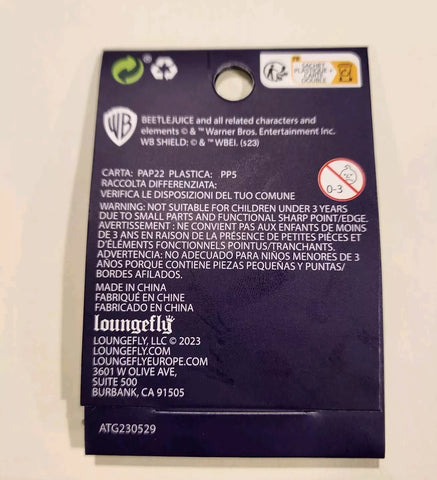 FR
SACHET
PLASTIQUE +
CARTE
DOUBLE
WB
BEETLEJUICE and all related characters and
elements © & ™ Warner Bros. Entertainment Inc.
WB SHIELD: © & ™ WBEI. (s23)
CARTA: PAP22 PLASTICA: PP5
RACCOLTA DIFFERENZIATA:
VERIFICA LE DISPOSIZIONI DEL TUO COMUNE
0-3
WARNING: NOT SUITABLE FOR CHILDREN UNDER 3 YEARS
DUE TO SMALL PARTS AND FUNCTIONAL SHARP POINT/EDGE.
AVERTISSEMENT : NE CONVIENT PAS AUX ENFANTS DE MOINS
DE 3 ANS EN RAISON DE LA PRÉSENCE DE PETITES PIÈCES ET
D'ÉLÉMENTS FONCTIONNELS POINTUS/TRANCHANTS.
ADVERTENCIA: NO ADECUADO PARA NIÑOS MENORES DE 3
AÑOS PORQUE CONTIENE PIEZAS PEQUEÑAS Y PUNTAS/
BORDES AFILADOS.
MADE IN CHINA
FABRIQUÉ EN CHINE
FABRICADO EN CHINA
loungefly
LOUNGEFLY, LLC © 2023
LOUNGEFLY.COM
LOUNGEFLYEUROPE.COM
3601 W OLIVE AVE,
SUITE 500
BURBANK, CA 91505
ATG230529